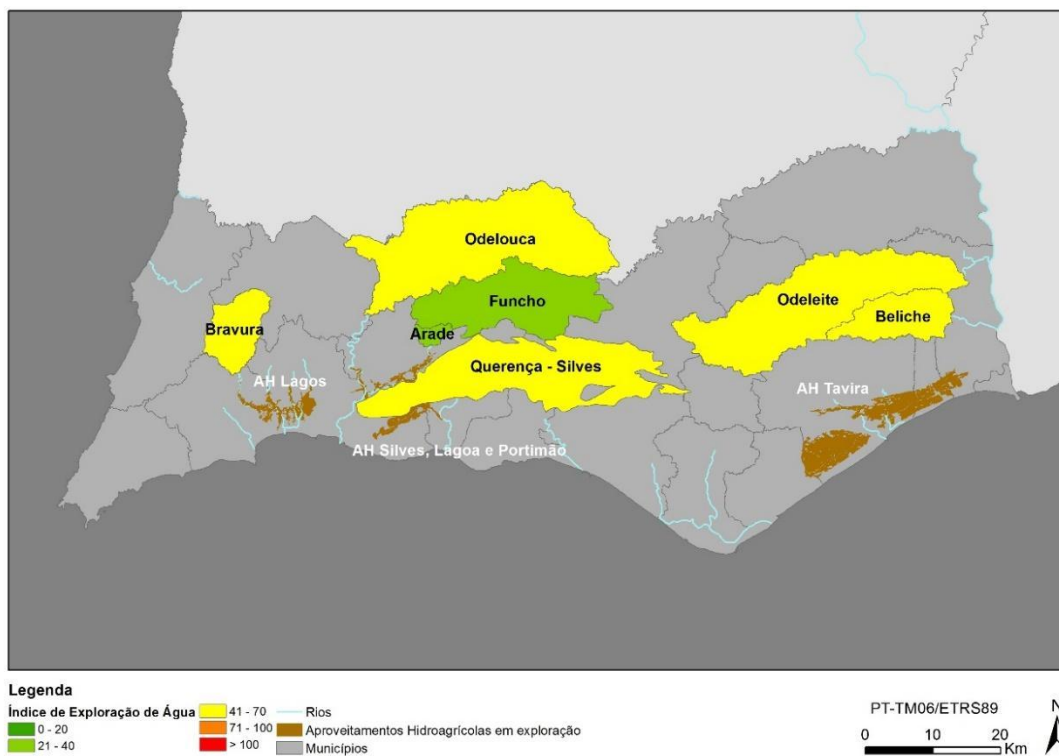 Odelouca
Funcho
Odeleite
Beliche
Bravura
Arade
Querença - Silves
AH Lagos
AH Tavira
AH Silves, Lagoa e Portimão
Legenda
Índice de Exploração de Água
0 - 20
21 - 40
41 - 70
71 - 100
> 100
Rios
Aproveitamentos Hidroagrícolas em exploração
Municípios
PT-TM06/ETRS89
N
0 10 20
Km